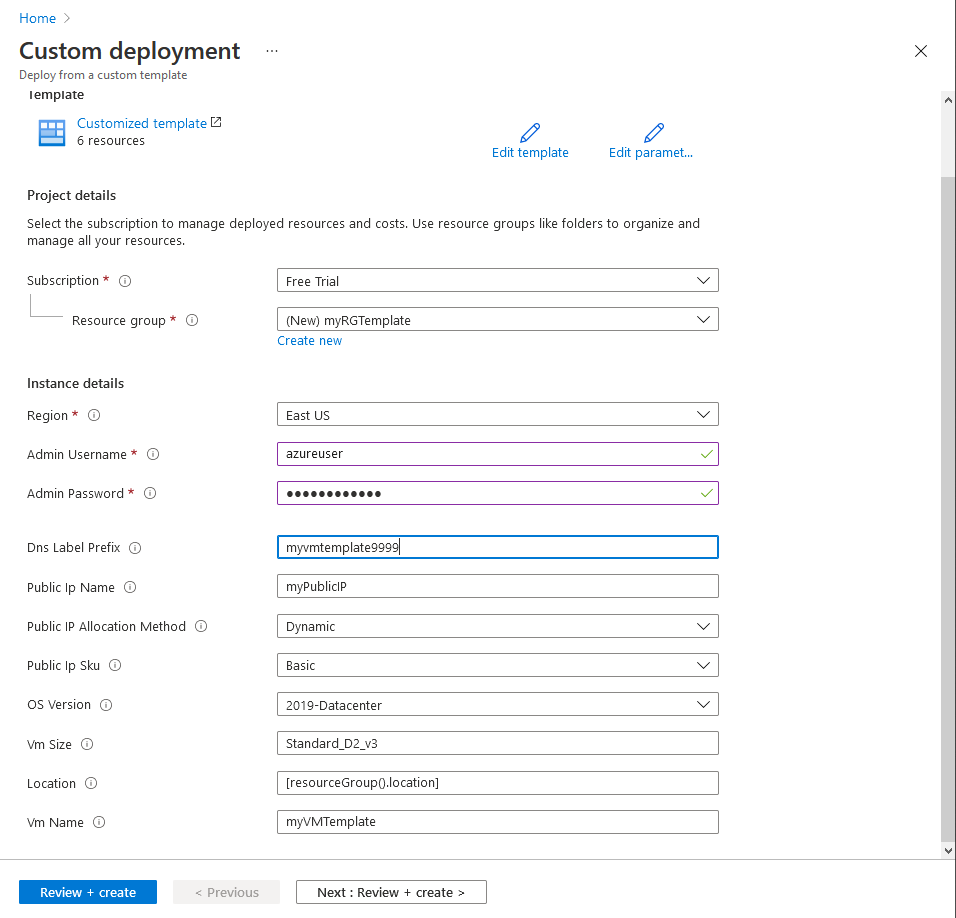 Home >
Custom deployment ...
Deploy from a custom template
Template
Customized template
6 resources
Edit template
Edit paramet...
Project details
Select the subscription to manage deployed resources and costs. Use resource groups like folders to organize and
manage all your resources.
Subscription * Free Trial
Resource group * (New) myRGTemplate
Create new
Instance details
Region * East US
Admin Username * azureuser
Admin Password * ••••••••••••
Dns Label Prefix myvmtemplate9999
Public Ip Name myPublicIP
Public IP Allocation Method Dynamic
Public Ip Sku Basic
OS Version 2019-Datacenter
Vm Size Standard_D2_v3
Location [resourceGroup().location]
Vm Name myVMTemplate
Review + create < Previous Next : Review + create >